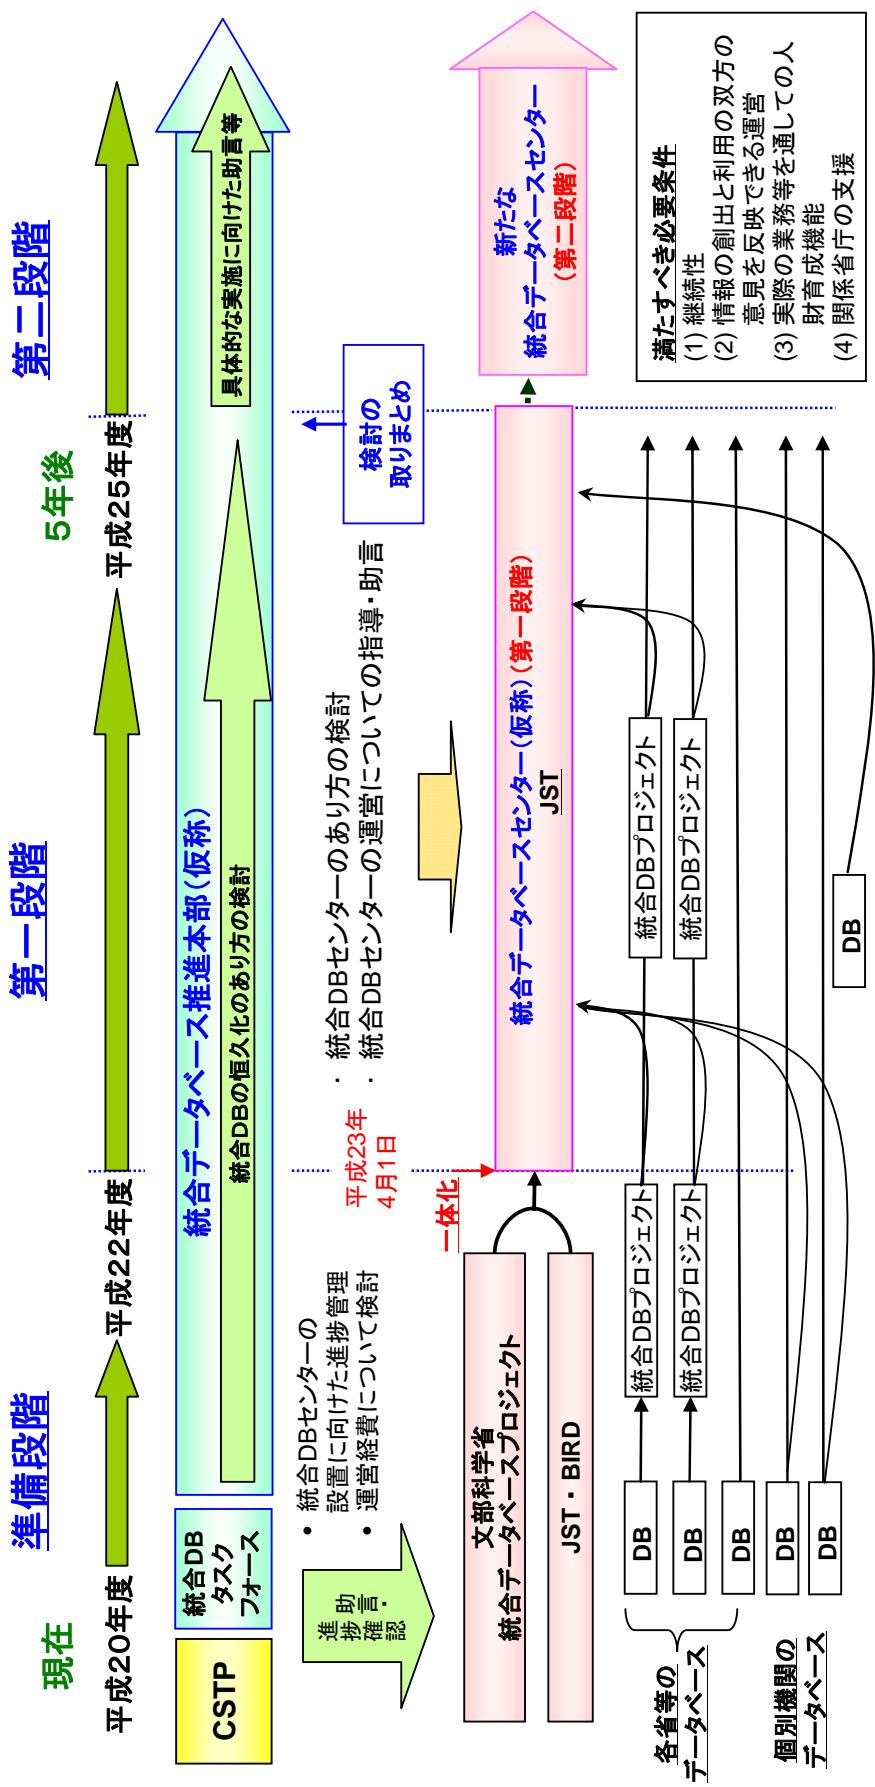 準備段階
第一段階
第二段階
現在
5年後
平成20年度
平成22年度
平成25年度
CSTP
統合DB
タスク
フォース
統合データベース推進本部(仮称)
統合DBの恒久化のあり方の検討
具体的な実施に向けた助言等
助言・
進捗確認
• 統合DBセンターの
設置に向けた進捗管理
• 運営経費について検討
平成23年
4月1日
・ 統合DBセンターのあり方の検討
・ 統合DBセンターの運営についての指導・助言
検討の
取りまとめ
一体化
文部科学省
統合データベースプロジェクト
JST・BIRD
統合データベースセンター(仮称)(第一段階)
JST
新たな
統合データベースセンター
(第二段階)
各省等の
データベース
個別機関の
データベース
DB
DB
DB
DB
DB
統合DBプロジェクト
統合DBプロジェクト
統合DBプロジェクト
統合DBプロジェクト
DB
満たすべき必要条件
(1) 継続性
(2) 情報の創出と利用の双方の
意見を反映できる運営
(3) 実際の業務等を通しての人
財育成機能
(4) 関係省庁の支援